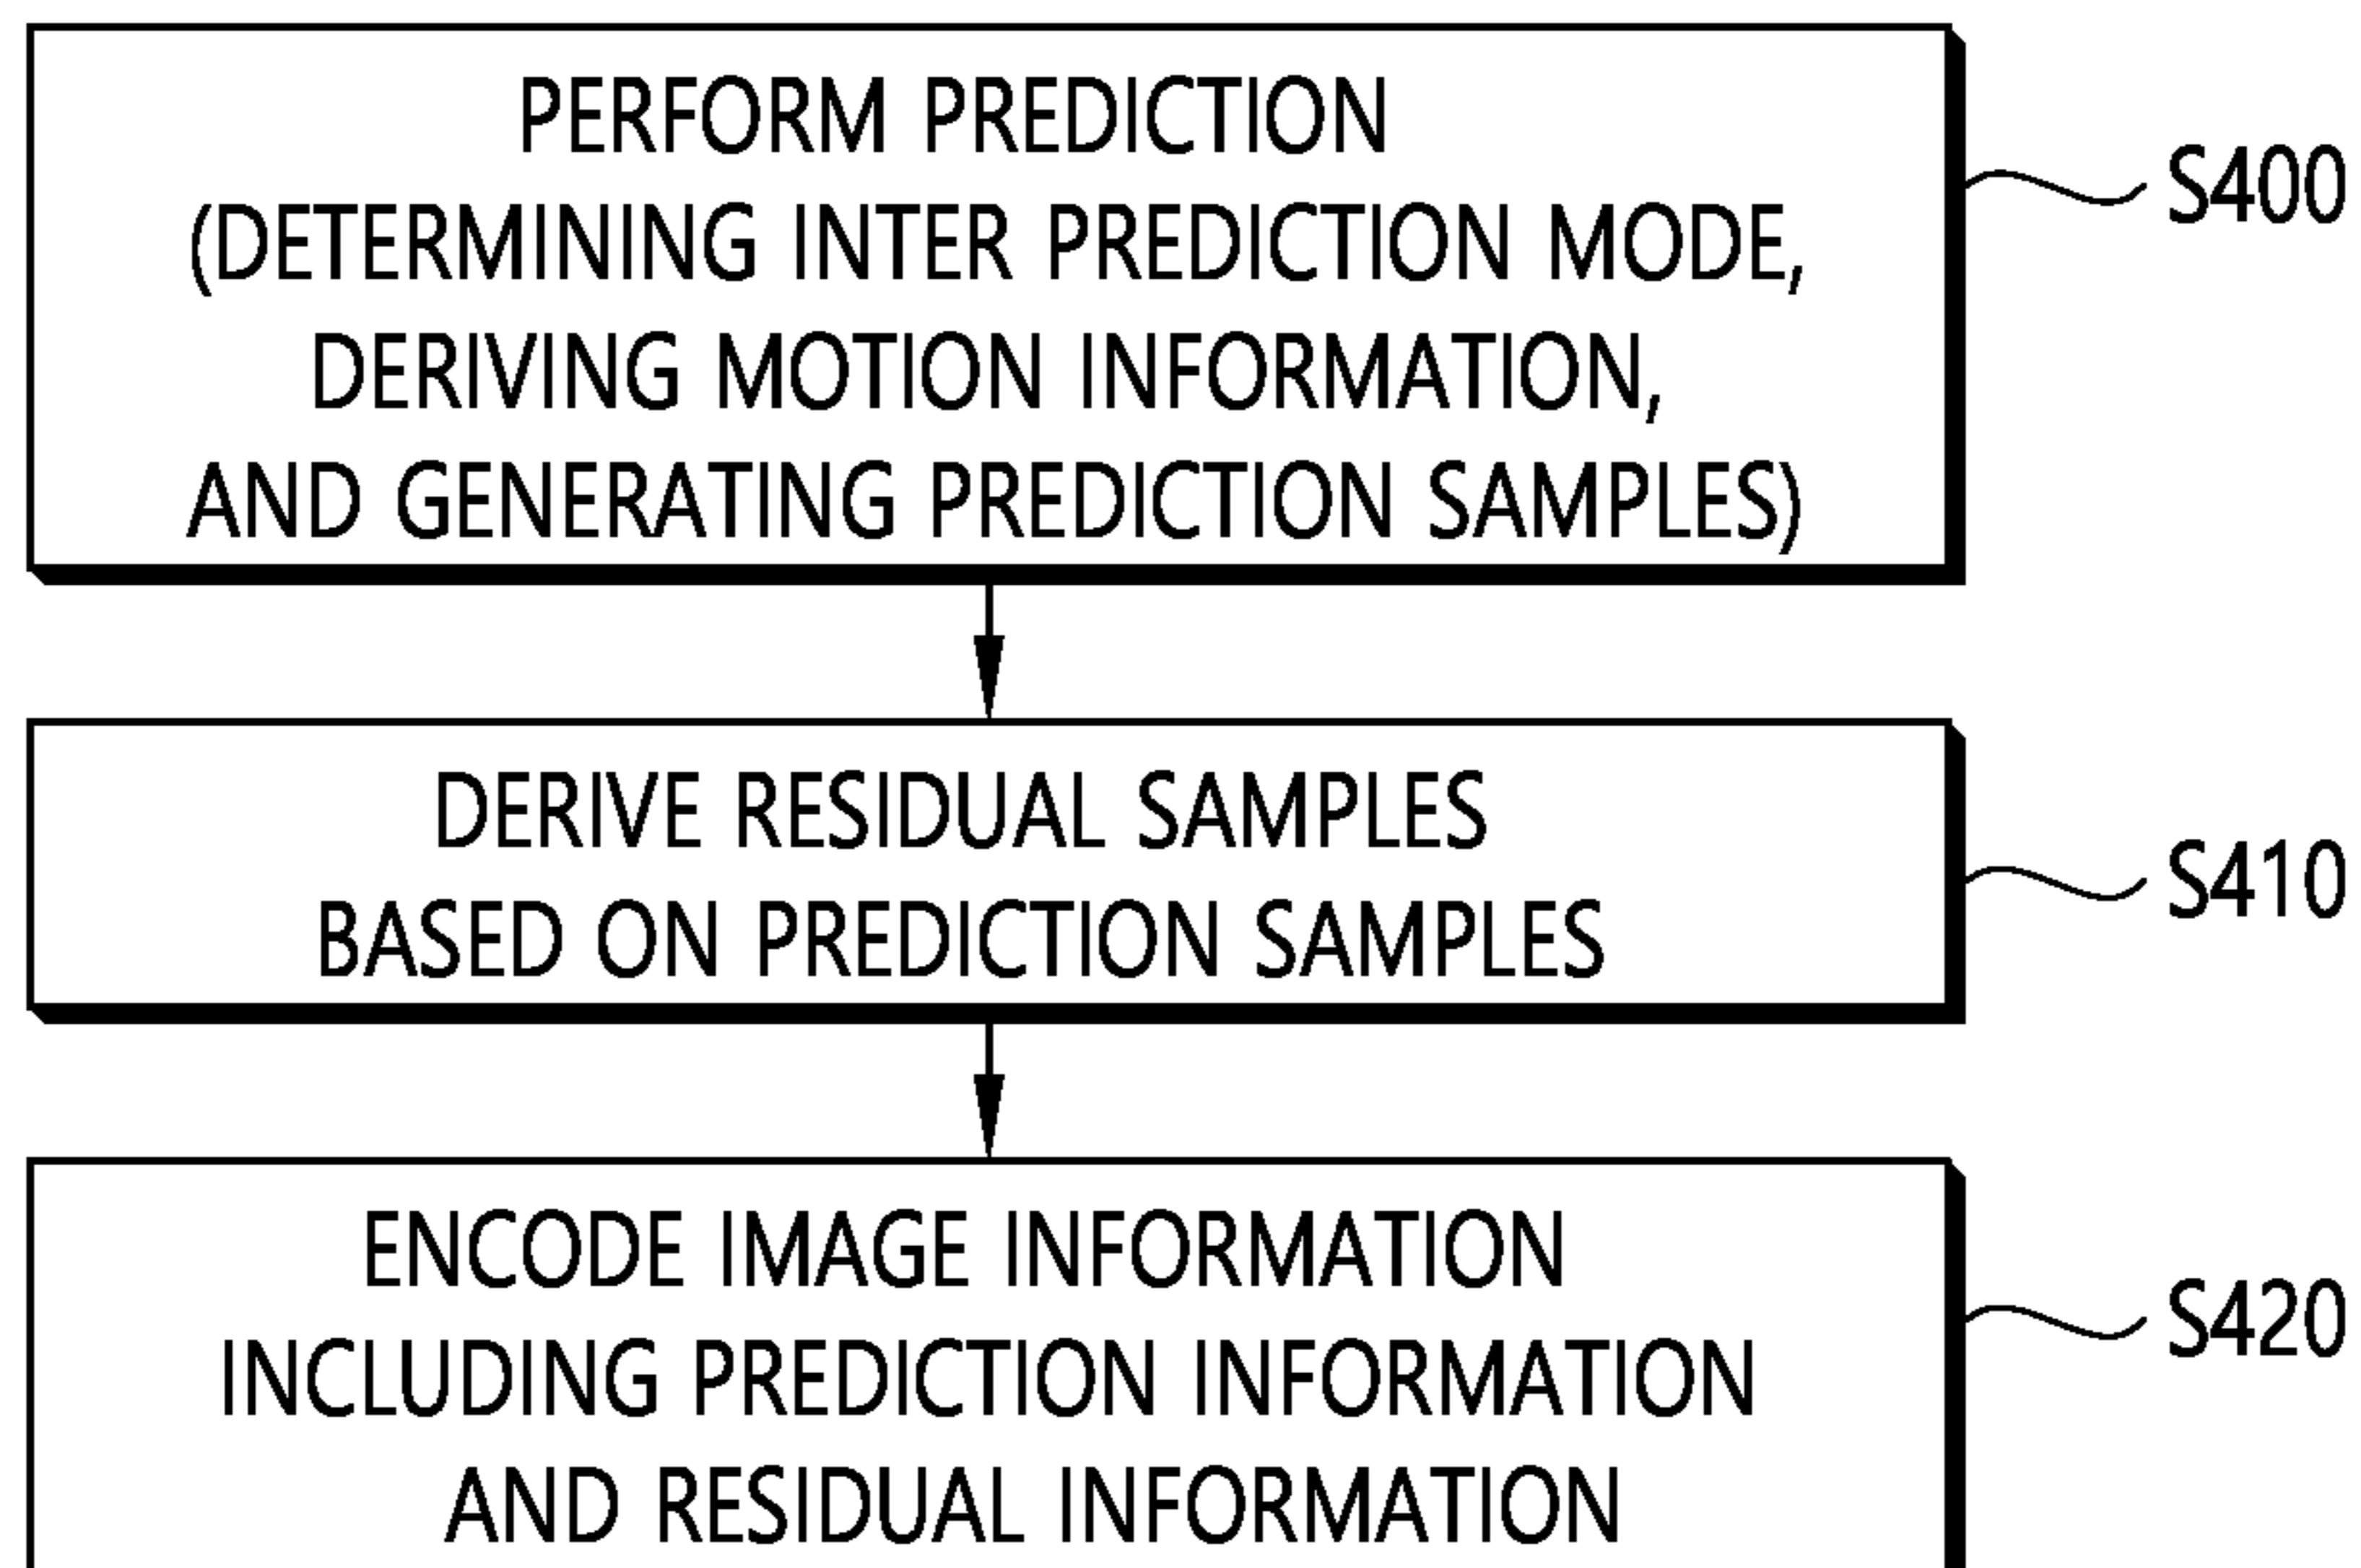 PERFORM PREDICTION
(DETERMINING INTER PREDICTION MODE,
DERIVING MOTION INFORMATION,
AND GENERATING PREDICTION SAMPLES)
S400
DERIVE RESIDUAL SAMPLES
BASED ON PREDICTION SAMPLES
S410
ENCODE IMAGE INFORMATION
INCLUDING PREDICTION INFORMATION
AND RESIDUAL INFORMATION
S420